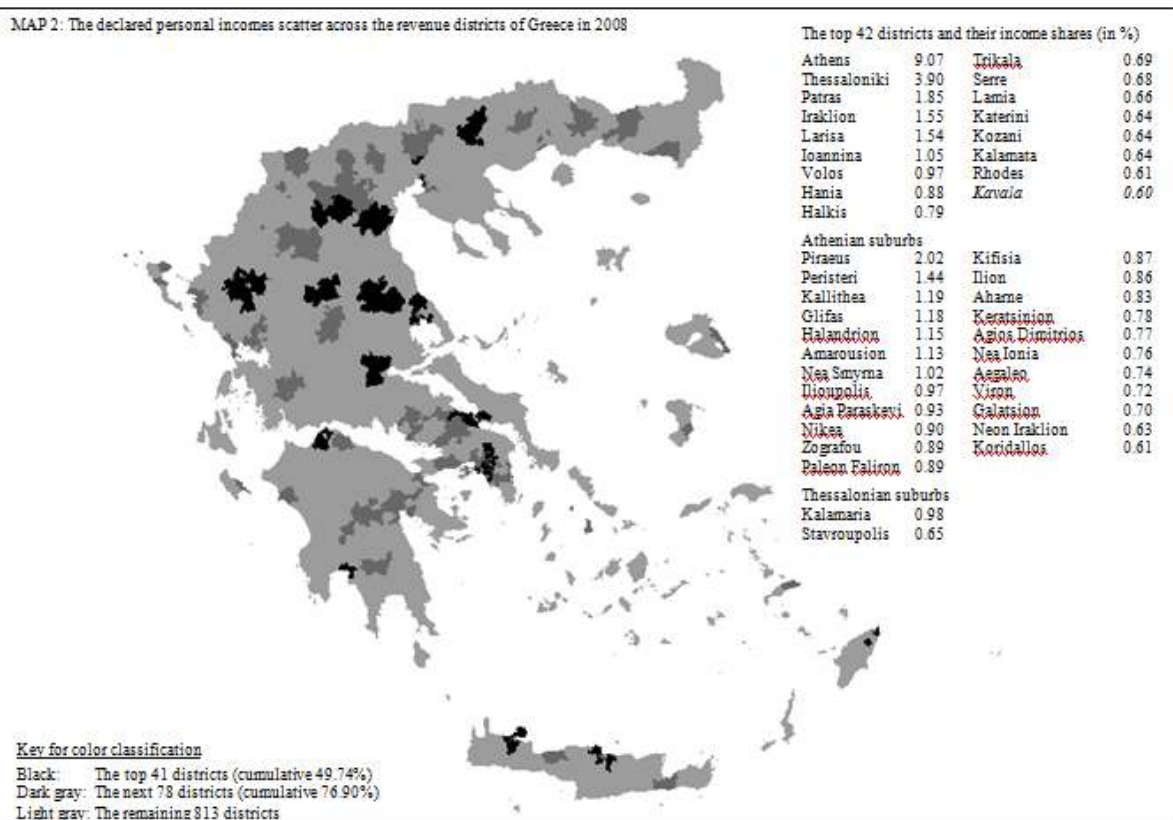 MAP 2: The declared personal incomes scatter across the revenue districts of Greece in 2008
The top 42 districts and their income shares (in %)
Athens 9.07 Trikala 0.69
Thessaloniki 3.90 Serre 0.68
Patras 1.85 Lamia 0.66
Iraklion 1.55 Katerini 0.64
Larisa 1.54 Kozani 0.64
Ioannina 1.05 Kalamata 0.64
Volos 0.97 Rhodes 0.61
Hania 0.88 Kavala 0.60
Halkis 0.79
Athenian suburbs
Piraeus 2.02 Kifisia 0.87
Peristeri 1.44 Ilion 0.86
Kallithea 1.19 Aharne 0.83
Glifas 1.18 Keratsinion 0.78
Halandrion 1.15 Agios Dimitrios 0.77
Amarousion 1.13 Nea Ionia 0.76
Nea Smyrna 1.02 Aegaleo 0.74
Ilioupolis 0.97 Viron 0.72
Agia Paraskevi 0.93 Galatsion 0.70
Nikea 0.90 Neon Iraklion 0.63
Zografou 0.89 Koridallos 0.61
Paleon Faliron 0.89
Thessalonian suburbs
Kalamaria 0.98
Stavroupolis 0.65
Key for color classification
Black: The top 41 districts (cumulative 49.74%)
Dark gray: The next 78 districts (cumulative 76.90%)
Light gray: The remaining 813 districts